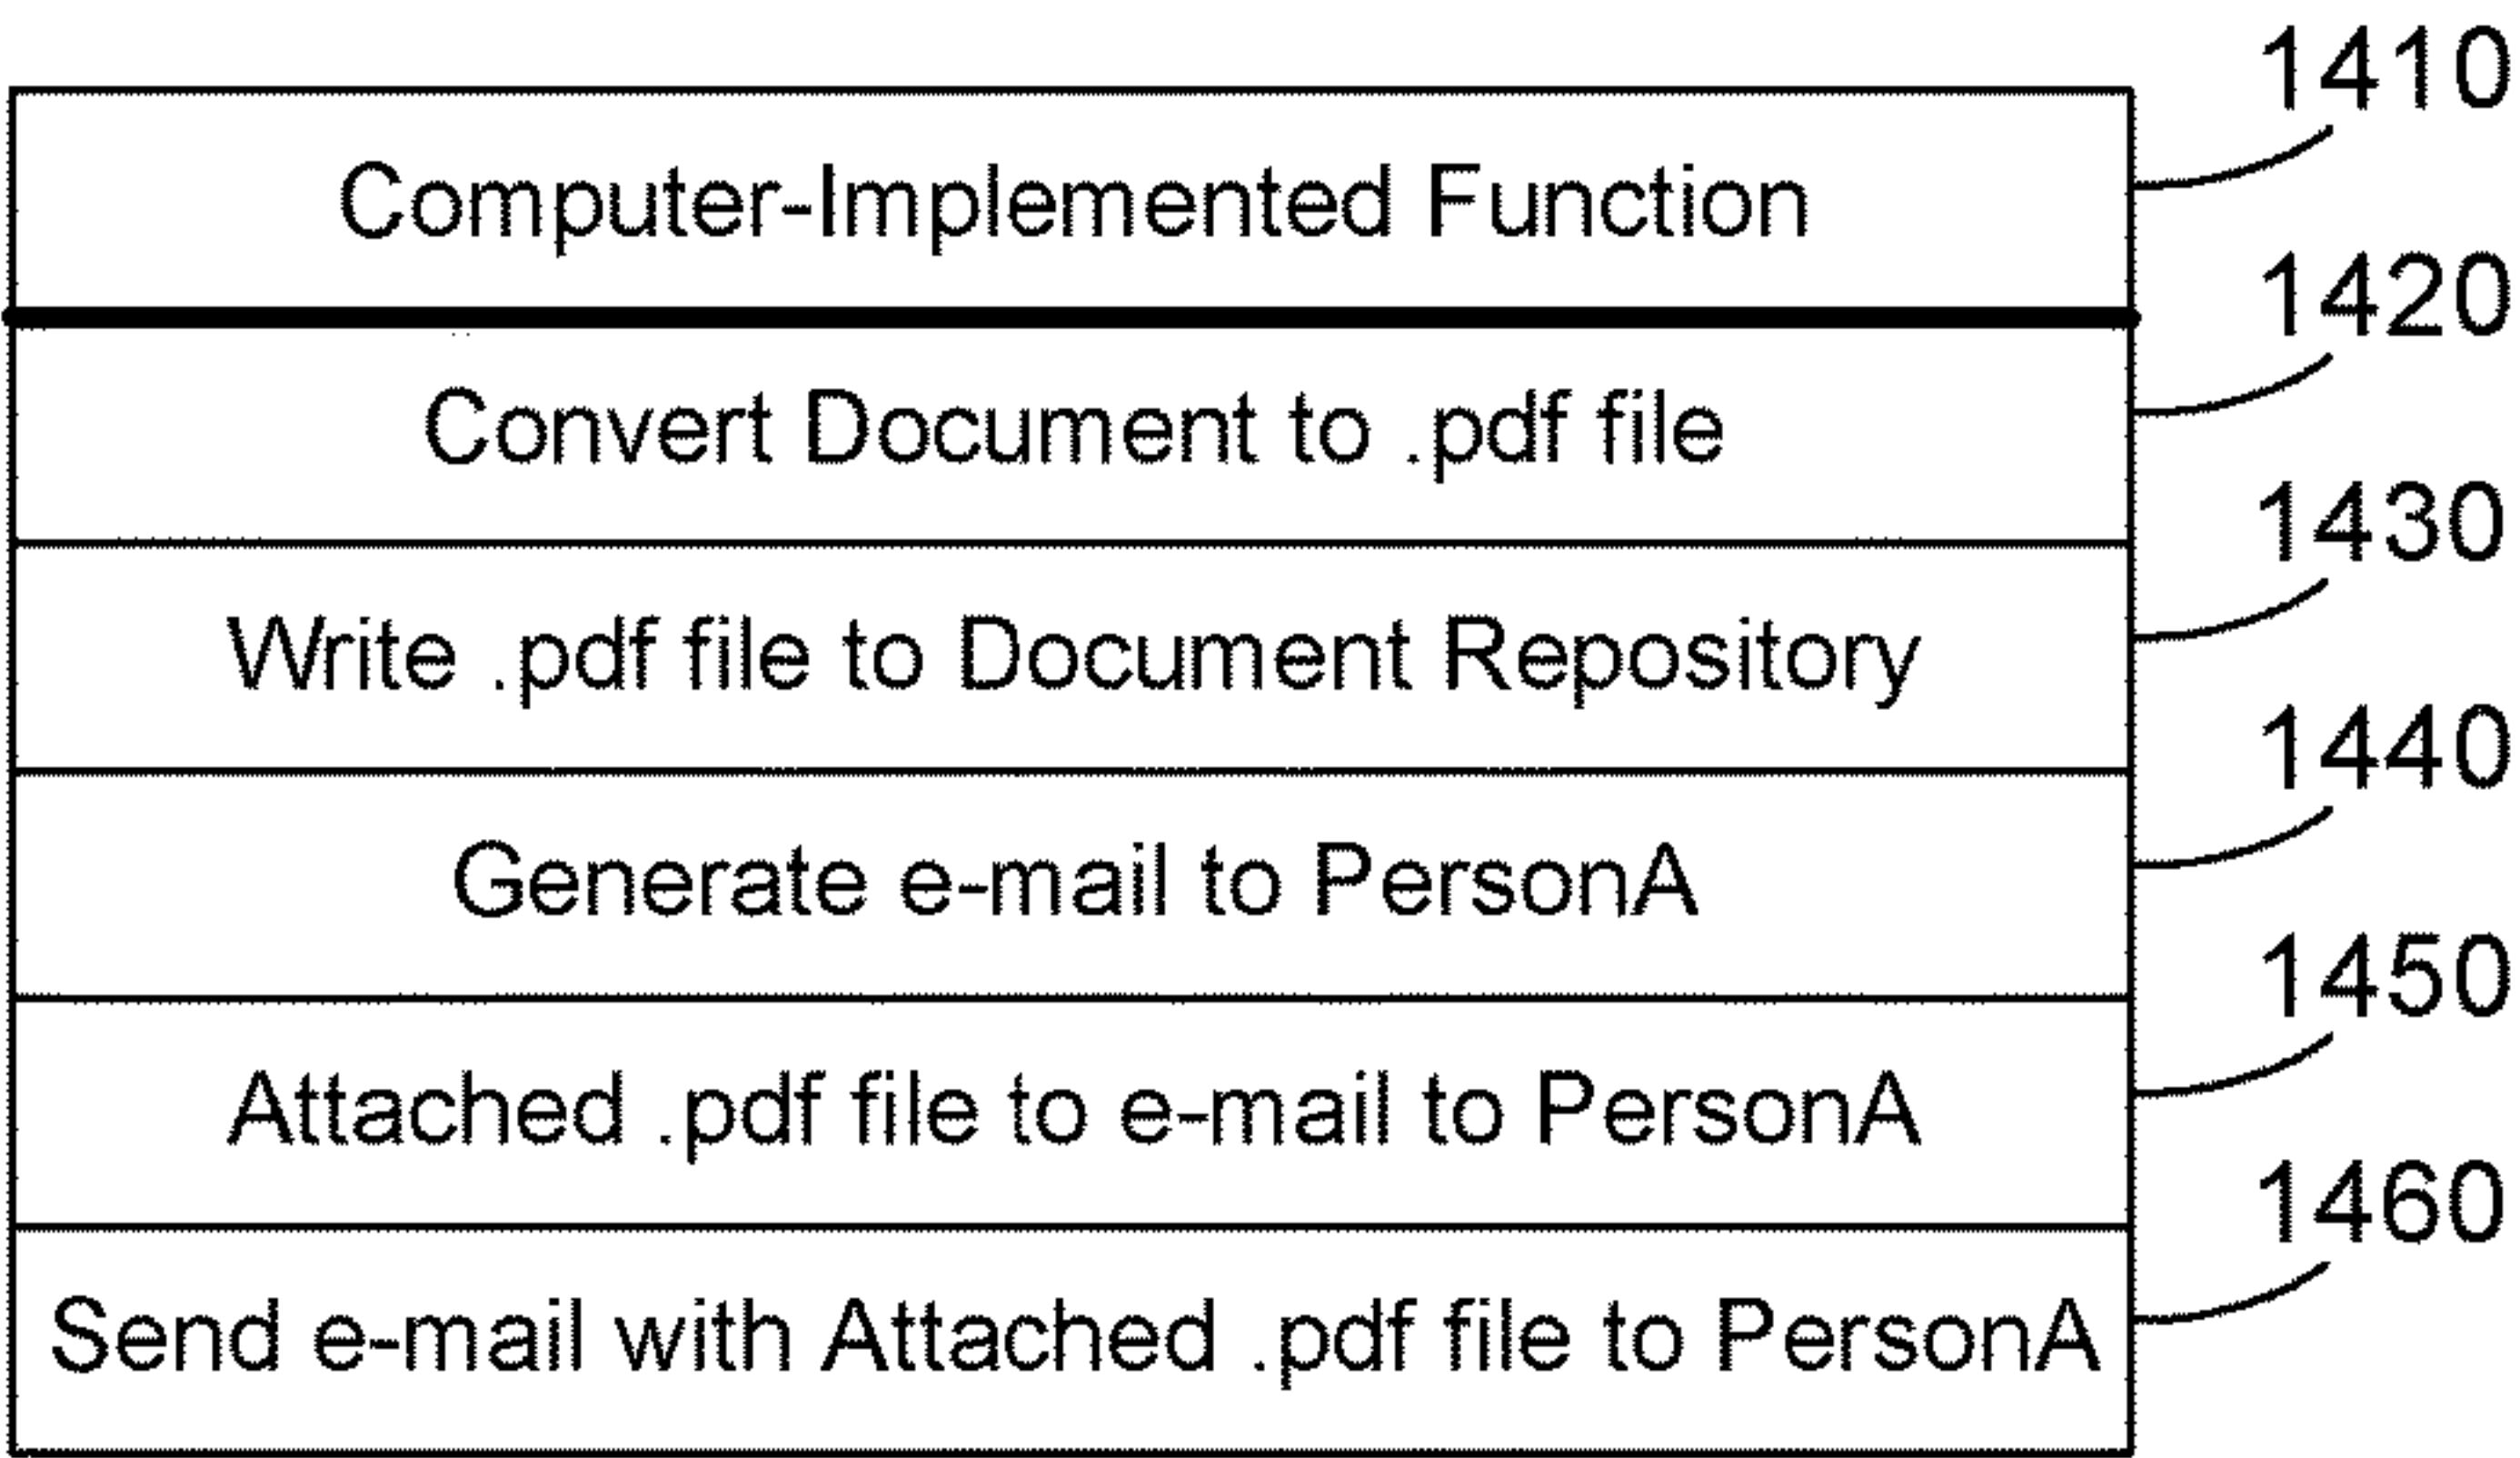 1410
Computer-Implemented Function
1420
Convert Document to .pdf file
1430
Write .pdf file to Document Repository
1440
Generate e-mail to PersonA
1450
Attached .pdf file to e-mail to PersonA
1460
Send e-mail with Attached .pdf file to PersonA